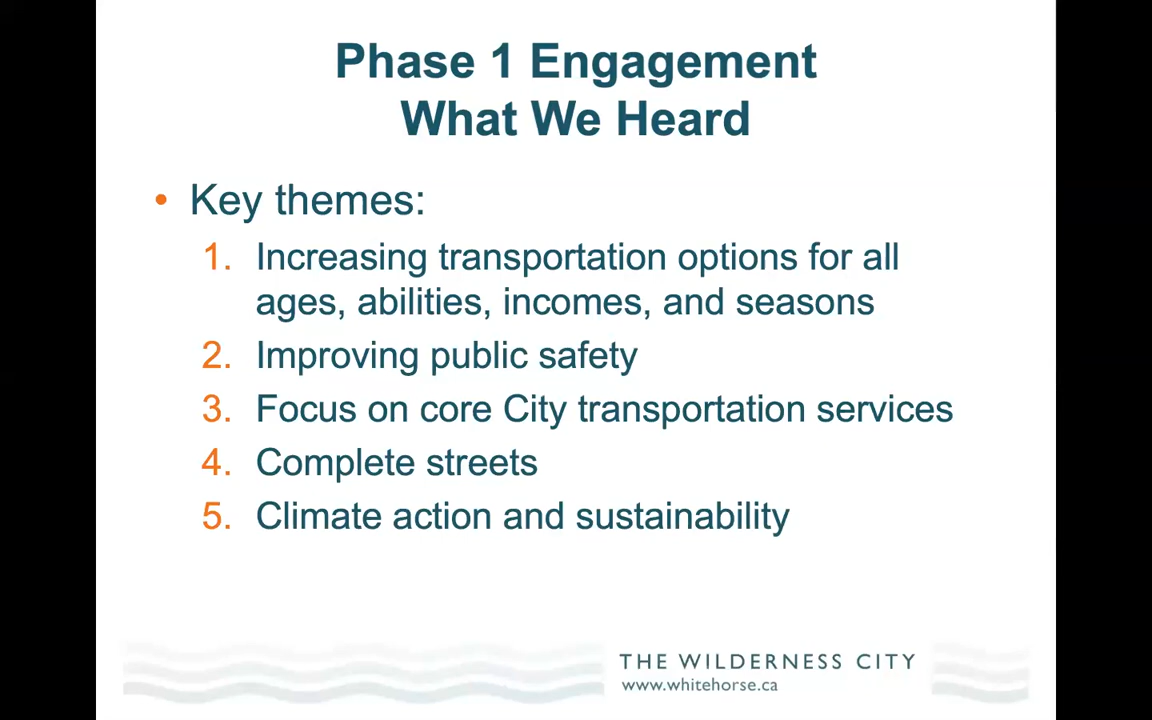 Phase 1 Engagement
What We Heard
• Key themes:
1. Increasing transportation options for all
ages, abilities, incomes, and seasons
2. Improving public safety
3. Focus on core City transportation services
4. Complete streets
5. Climate action and sustainability
THE WILDERNESS CITY
www.whitehorse.ca